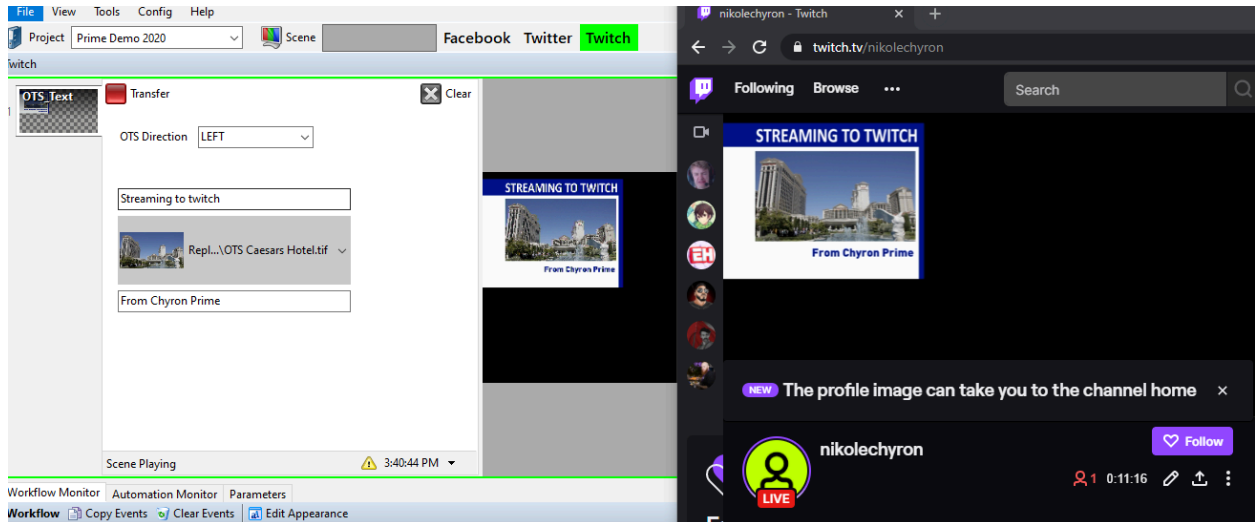 File View Tools Config Help
Project Prime Demo 2020 Scene Facebook Twitter Twitch
OTS_Text
Transfer Clear
OTS Direction LEFT
Streaming to twitch
Repl...\OTS Caesars Hotel.tif
From Chyron Prime
Scene Playing 3:40:44 PM
Workflow Monitor Automation Monitor Parameters
Workflow Copy Events Clear Events Edit Appearance
STREAMING TO TWITCH
From Chyron Prime
nikolechyron - Twitch
twitch.tv/nikolechyron
Following Browse Search
STREAMING TO TWITCH
From Chyron Prime
NEW The profile image can take you to the channel home
nikolechyron Follow
1 0:11:16
LIVE